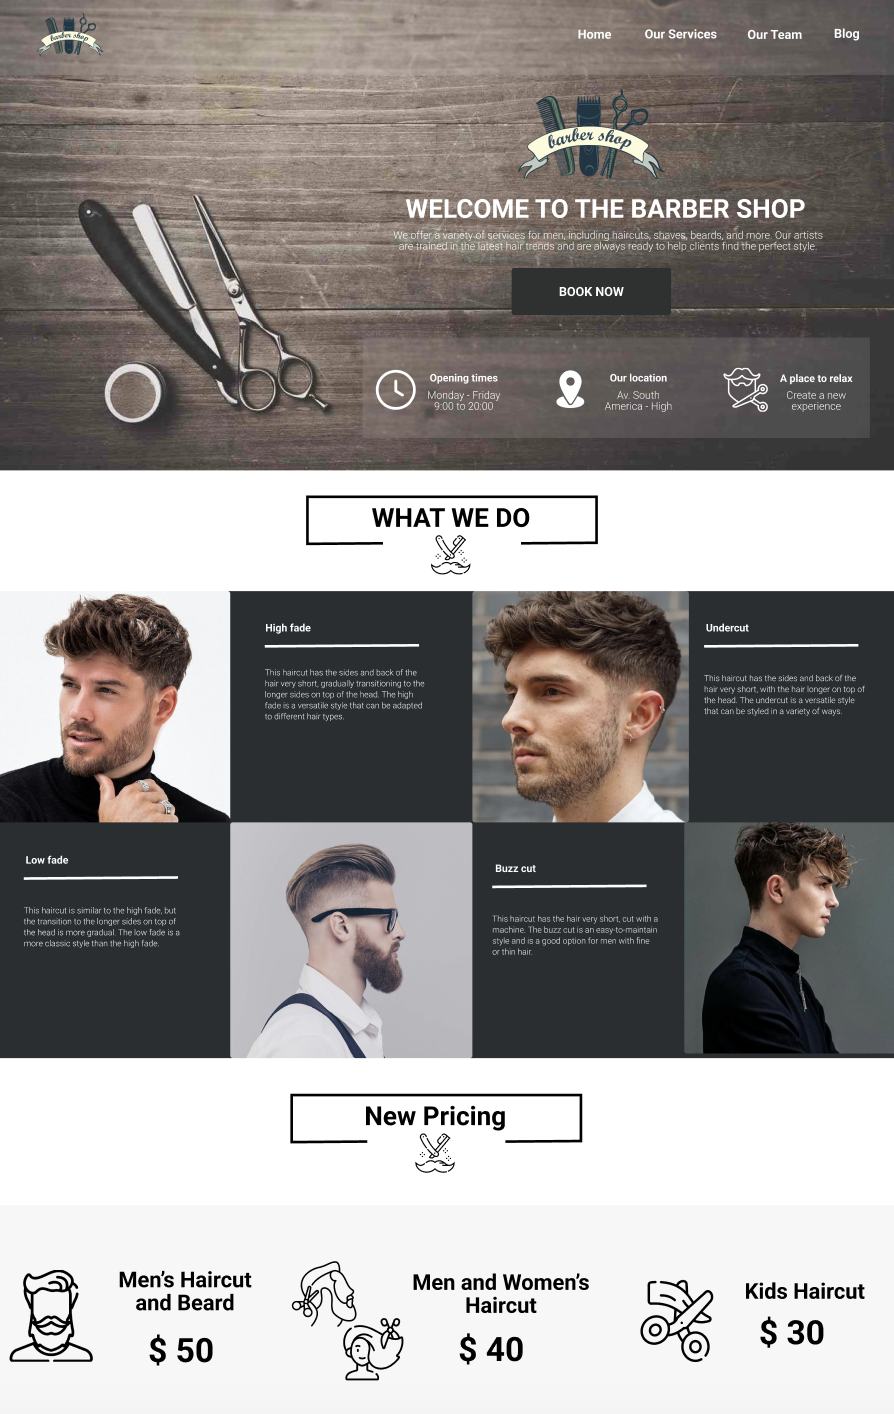 barber shop
Home
Our Services
Our Team
Blog
barber shop
WELCOME TO THE BARBER SHOP
We offer a variety of services for men, including haircuts, shaves, beards, and more. Our artists
are trained in the latest hair trends and are always ready to help clients find the perfect style.
BOOK NOW
Opening times
Monday - Friday
9:00 to 20:00
Our location
Av. South
America - High
A place to relax
Create a new
experience
WHAT WE DO
High fade
This haircut has the sides and back of the
hair very short, gradually transitioning to the
longer sides on top of the head. The high
fade is a versatile style that can be adapted
to different hair types.
Undercut
This haircut has the sides and back of the
hair very short, with the hair longer on top of
the head. The undercut is a versatile style
that can be styled in a variety of ways.
Low fade
This haircut is similar to the high fade, but
the transition to the longer sides on top of
the head is more gradual. The low fade is a
more classic style than the high fade.
Buzz cut
This haircut has the hair very short, cut with a
machine. The buzz cut is an easy-to-maintain
style and is a good option for men with fine
or thin hair.
New Pricing
Men's Haircut
and Beard
$ 50
Men and Women's
Haircut
$ 40
Kids Haircut
$ 30